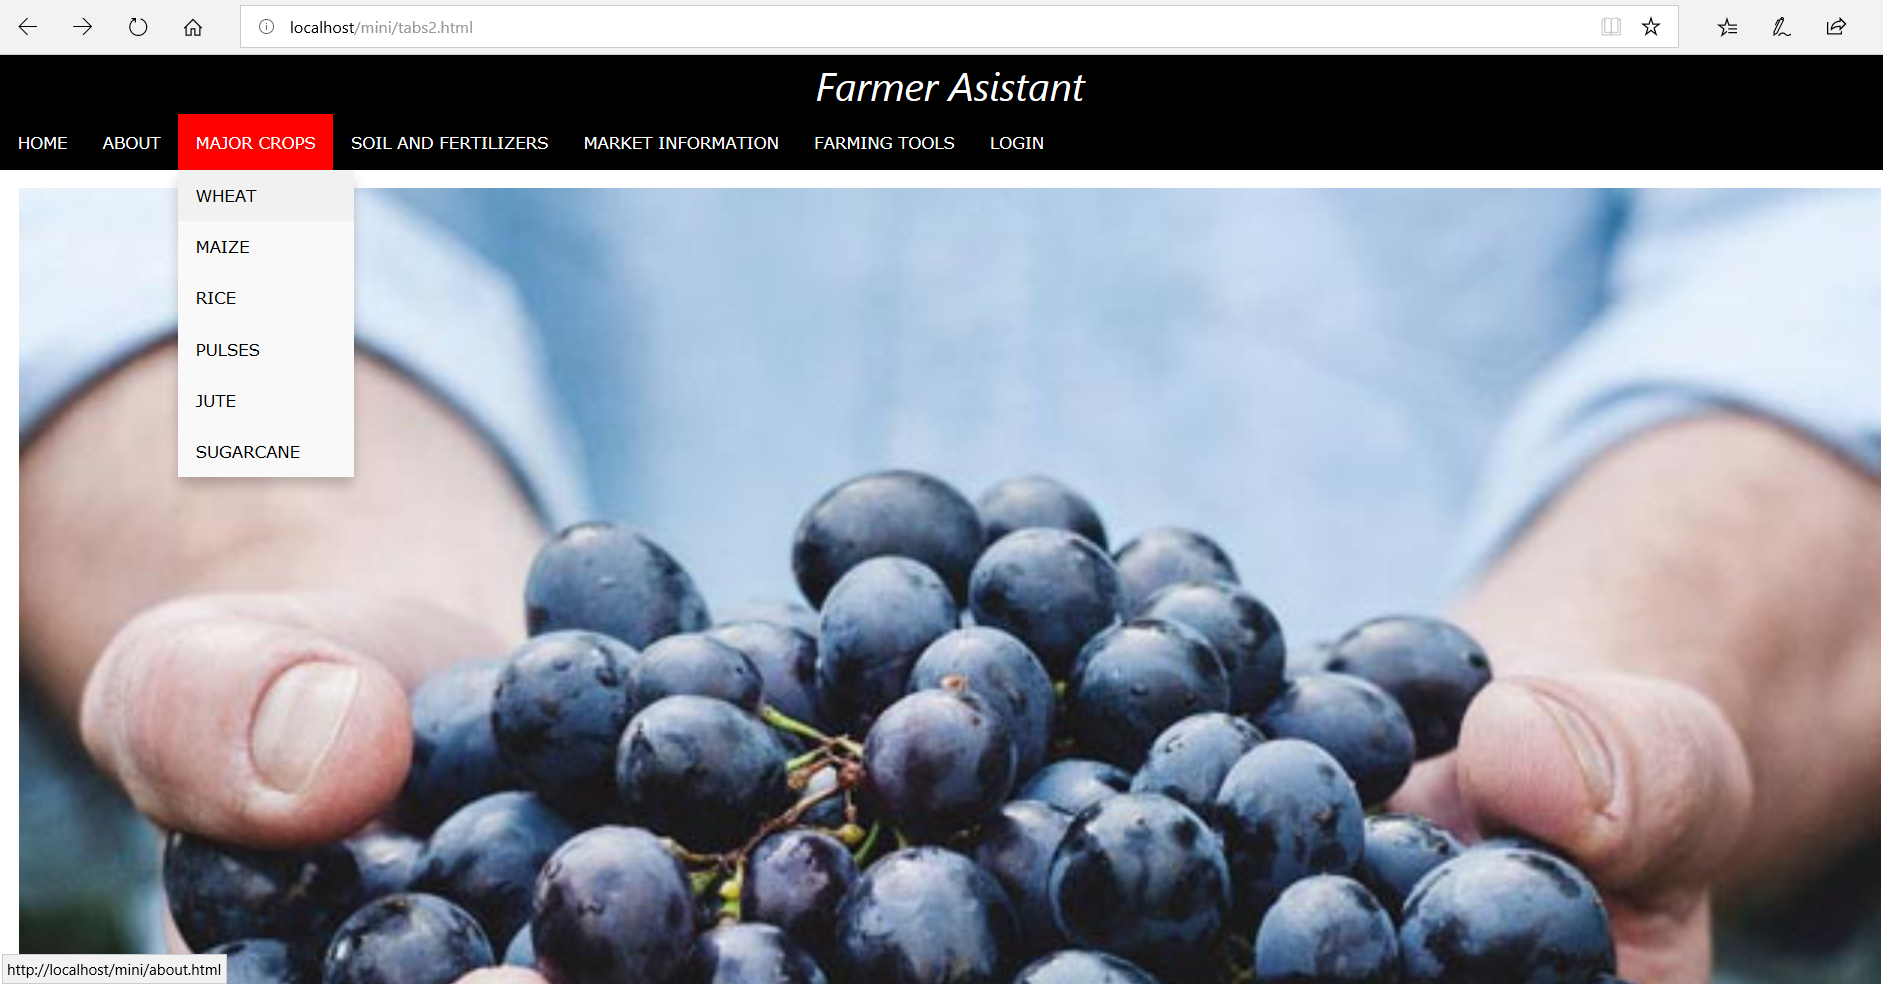 localhost/mini/tabs2.html
Farmer Asistant
HOME ABOUT MAJOR CROPS SOIL AND FERTILIZERS MARKET INFORMATION FARMING TOOLS LOGIN
WHEAT
MAIZE
RICE
PULSES
JUTE
SUGARCANE
http://localhost/mini/about.html